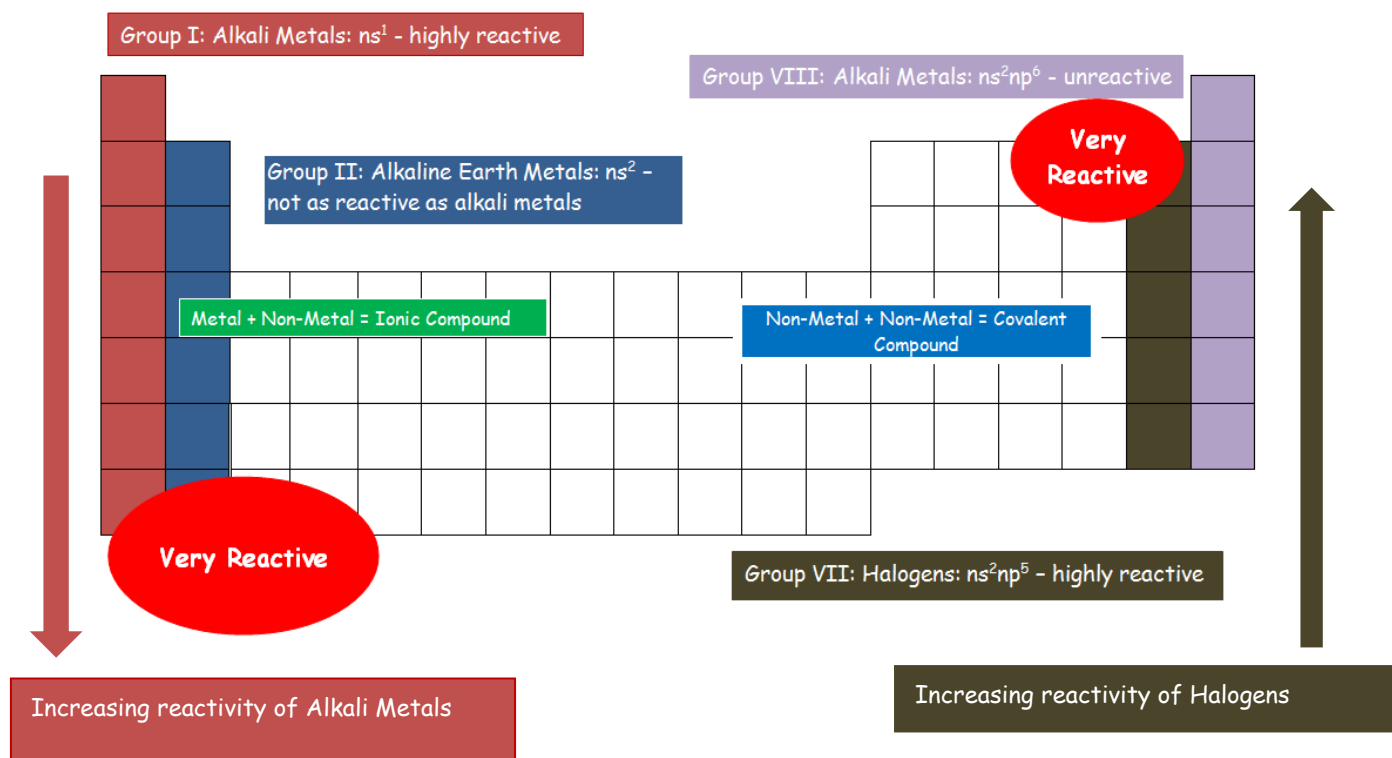 Group I: Alkali Metals: ns¹ - highly reactive
Group VIII: Alkali Metals: ns²np⁶ - unreactive
Very
Reactive
Group II: Alkaline Earth Metals: ns² –
not as reactive as alkali metals
Metal + Non-Metal = Ionic Compound
Non-Metal + Non-Metal = Covalent
Compound
Very Reactive
Group VII: Halogens: ns²np⁵ – highly reactive
Increasing reactivity of Alkali Metals
Increasing reactivity of Halogens